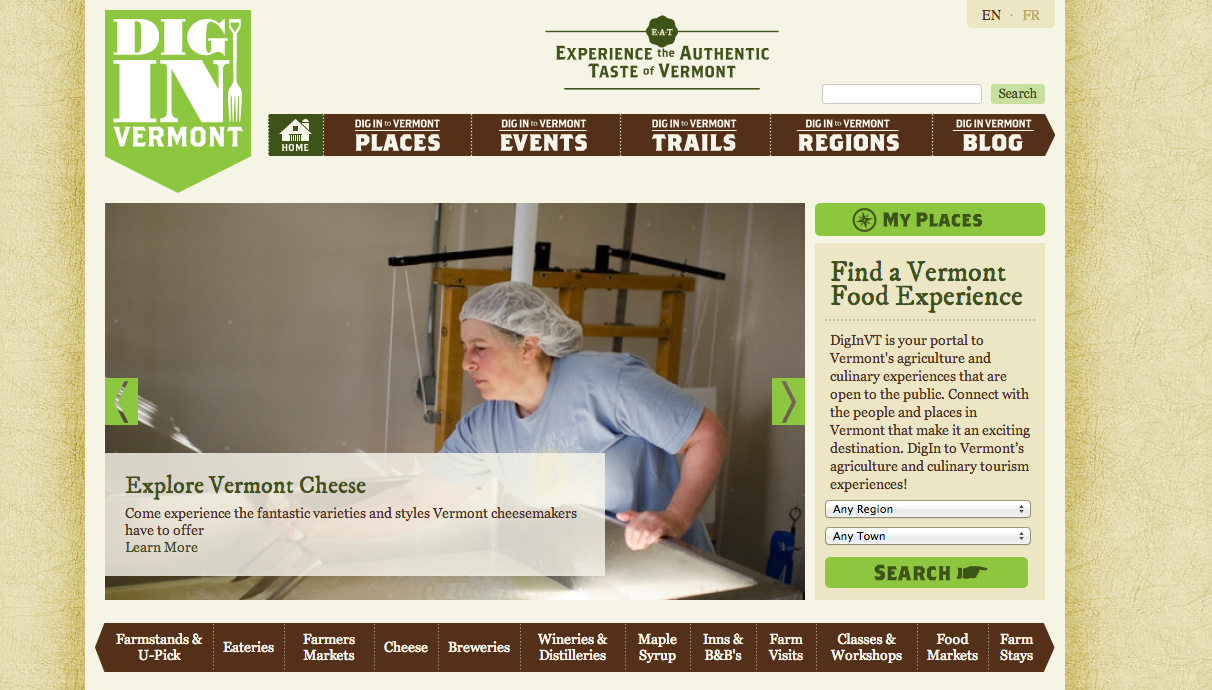 DIG
IN
VERMONT
E·A·T
EXPERIENCE the AUTHENTIC
TASTE of VERMONT
EN · FR
Search
HOME
DIG IN to VERMONT
PLACES
DIG IN to VERMONT
EVENTS
DIG IN to VERMONT
TRAILS
DIG IN to VERMONT
REGIONS
DIG IN to VERMONT
BLOG
Explore Vermont Cheese
Come experience the fantastic varieties and styles Vermont cheesemakers
have to offer
Learn More
MY PLACES
Find a Vermont
Food Experience
DigInVT is your portal to
Vermont's agriculture and
culinary experiences that are
open to the public. Connect with
the people and places in
Vermont that make it an exciting
destination. DigIn to Vermont’s
agriculture and culinary tourism
experiences!
Any Region
Any Town
SEARCH
Farmstands &
U-Pick
Eateries
Farmers
Markets
Cheese
Breweries
Wineries &
Distilleries
Maple
Syrup
Inns &
B&B's
Farm
Visits
Classes &
Workshops
Food
Markets
Farm
Stays